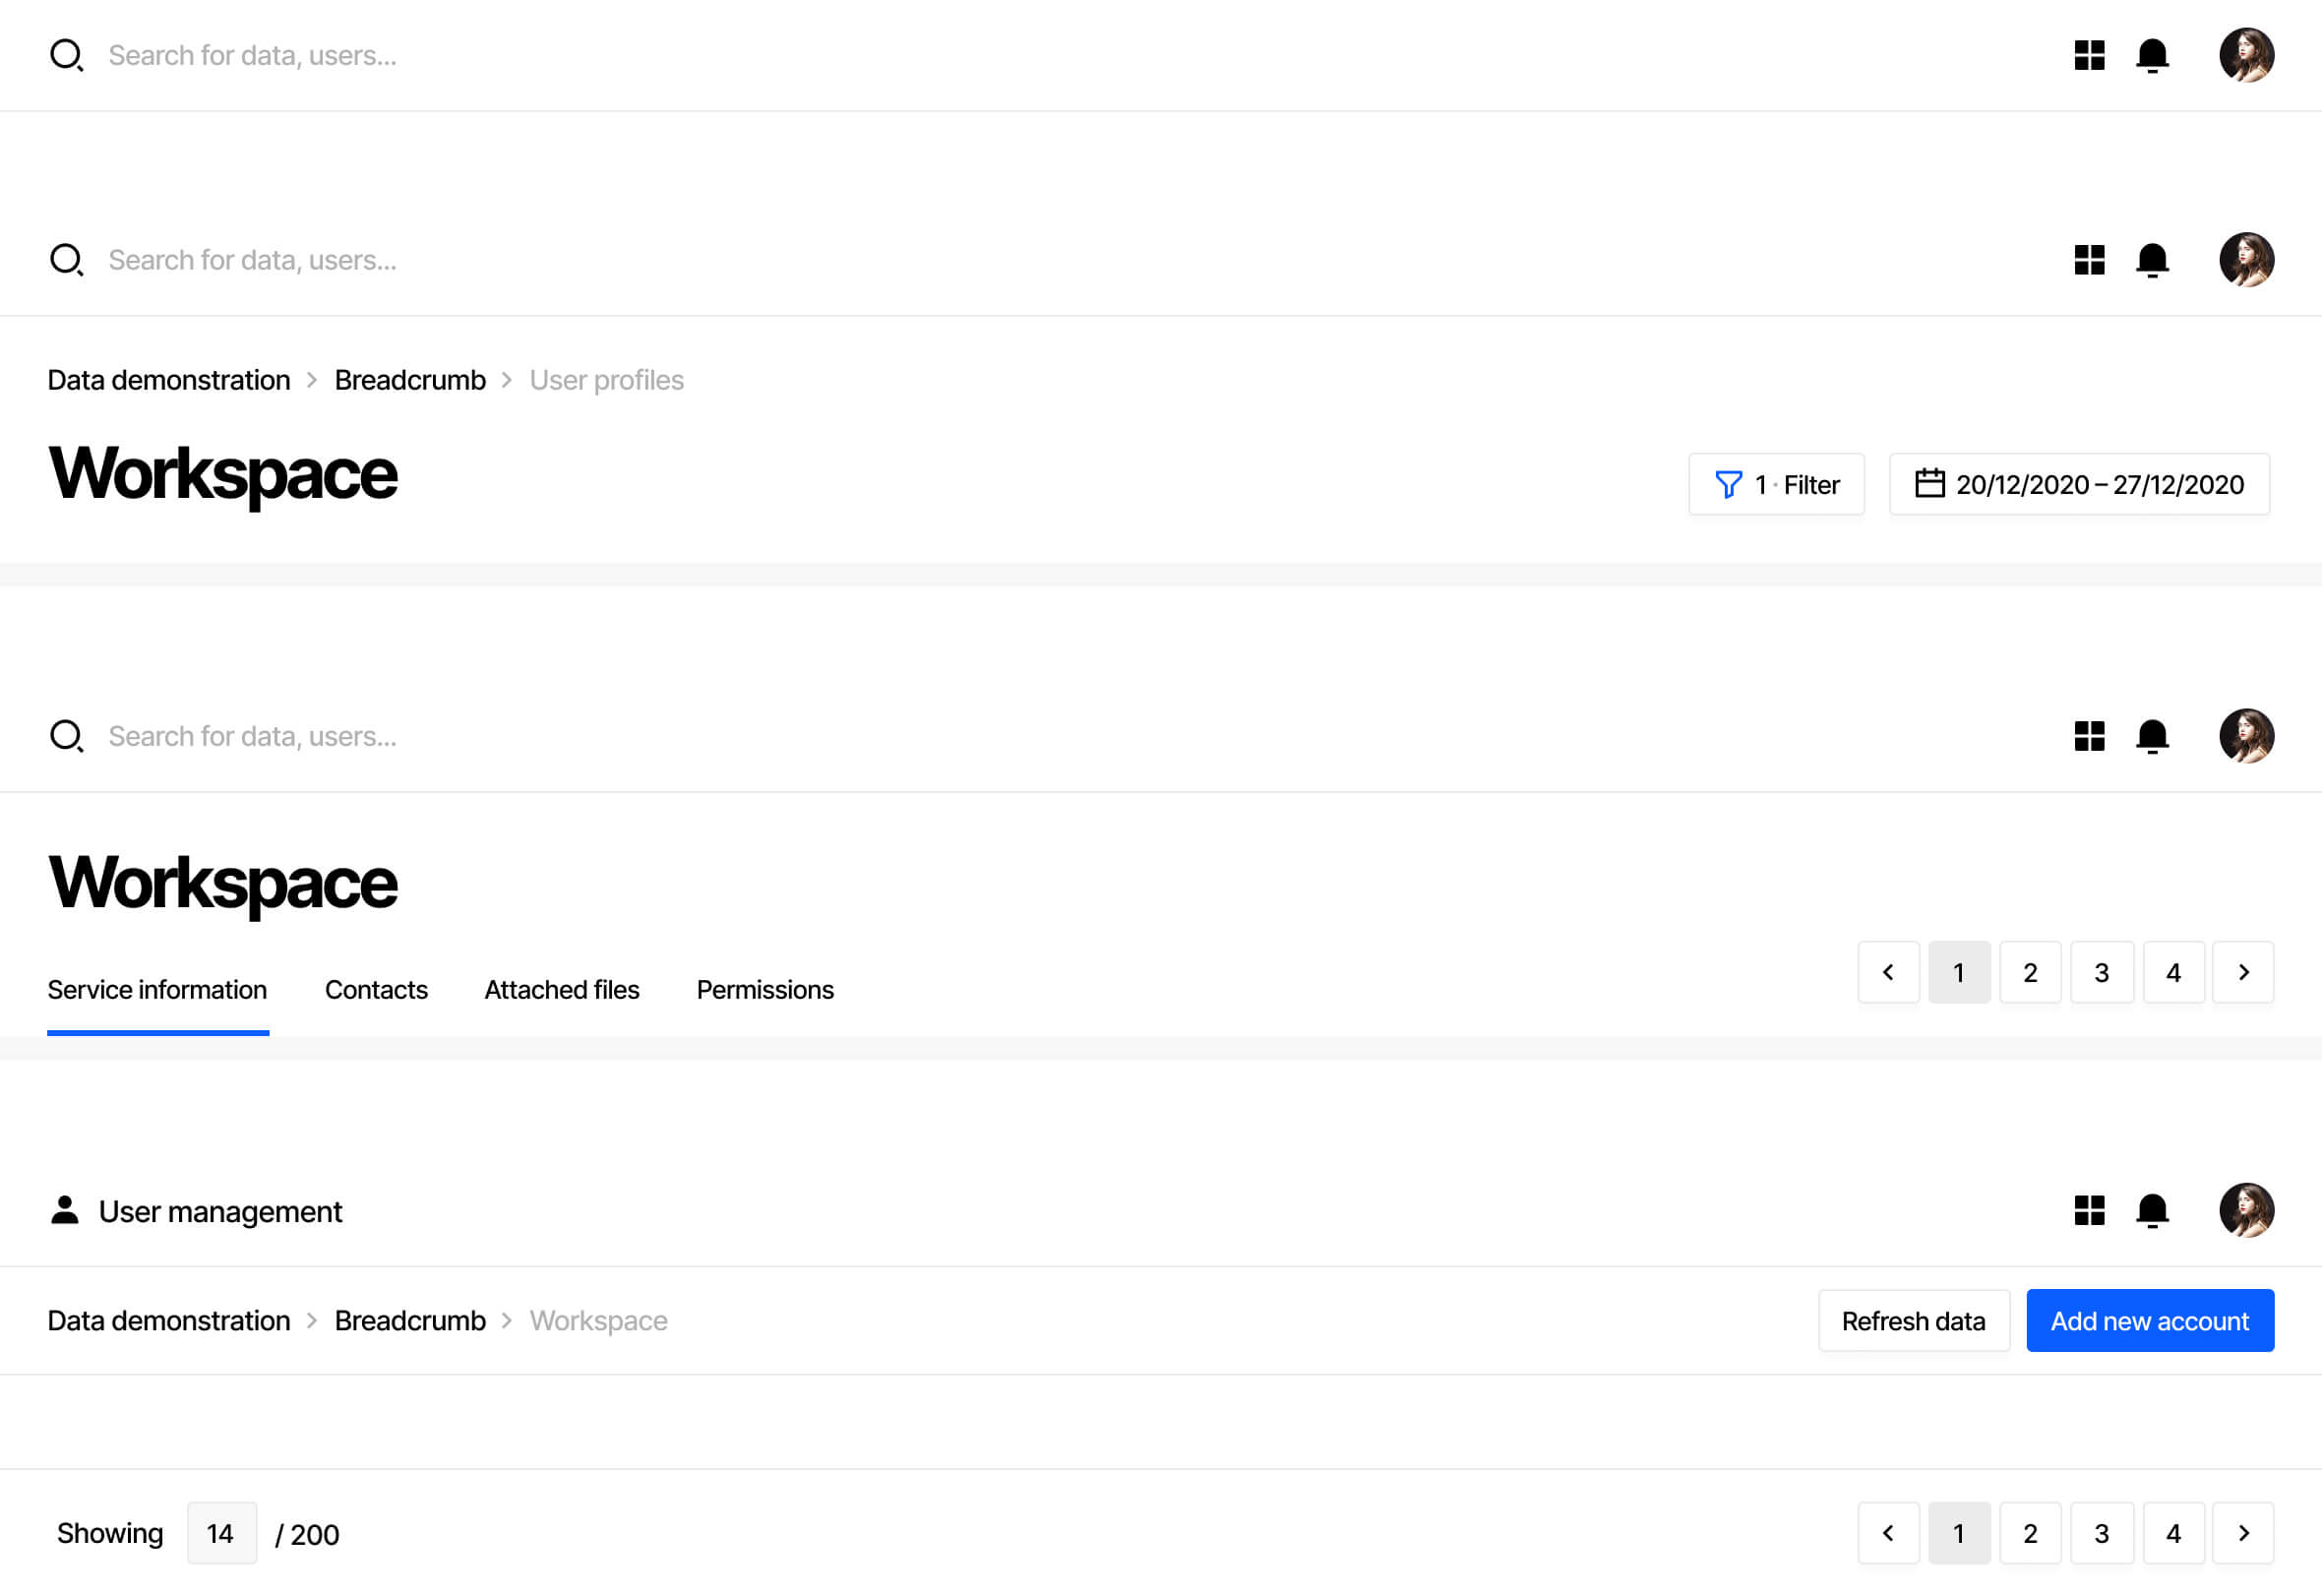 Search for data, users...
Search for data, users...
Data demonstration > Breadcrumb > User profiles
Workspace
1 · Filter
20/12/2020 – 27/12/2020
Search for data, users...
Workspace
Service information
Contacts
Attached files
Permissions
< 1 2 3 4 >
User management
Data demonstration > Breadcrumb > Workspace
Refresh data
Add new account
Showing 14 / 200
< 1 2 3 4 >